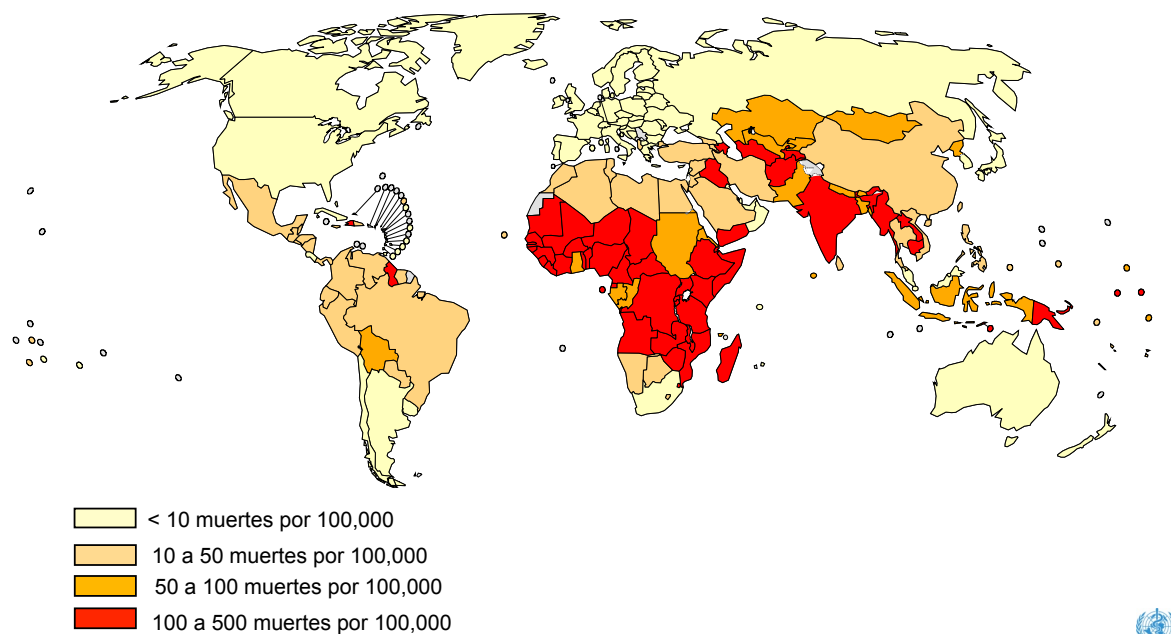 < 10 muertes por 100,000
10 a 50 muertes por 100,000
50 a 100 muertes por 100,000
100 a 500 muertes por 100,000